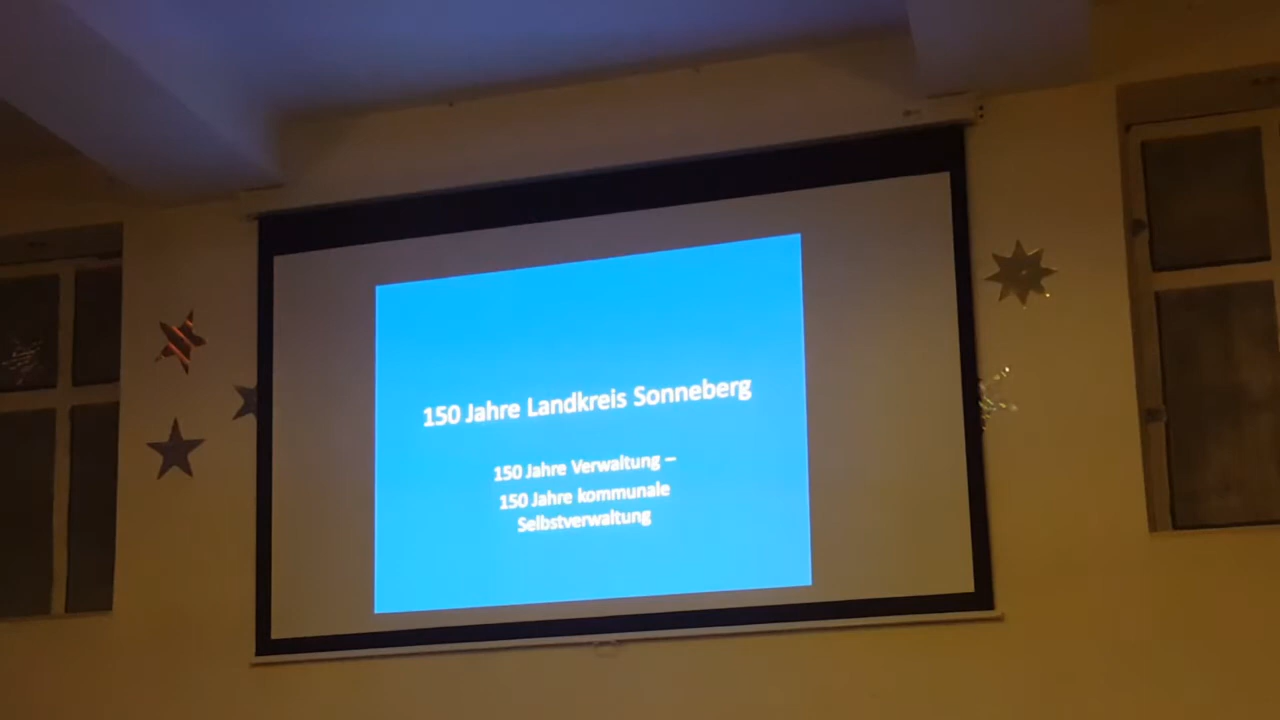 150 Jahre Landkreis Sonneberg
150 Jahre Verwaltung –
150 Jahre kommunale
Selbstverwaltung